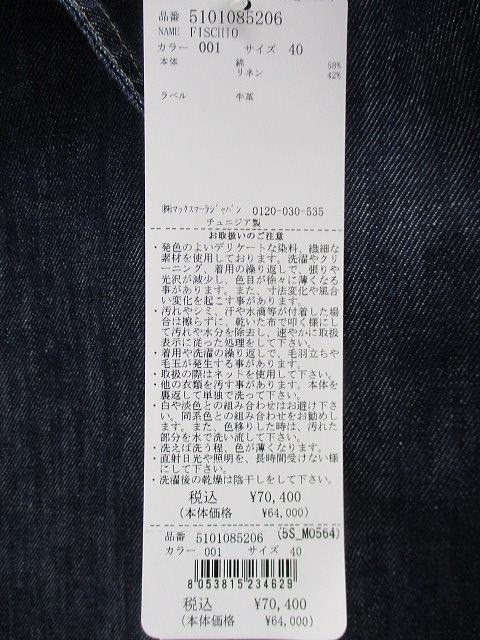 品番 5101085206
NAME FISCHIO
カラー 001 サイズ 40
本体 綿 58%
リネン 42%
ラベル 牛革
㈱マックスマーラジャパン 0120-030-535
チュニジア製
お取扱いのご注意
・発色のよいデリケートな染料、繊細な
素材を使用しております。洗濯やクリ
ーニング、着用の繰り返しで、張りや
光沢が減少し、色目が徐々に薄くなる
事があります。また、寸法変化や風合
い変化を起こす事があります。
・汚れやシミ、汗や水滴等が付着した場
合は擦らずに、乾いた布で叩く様にし
て汚れや水分を除去し、速やかに取扱
表示に従った処理をして下さい。
・着用や洗濯の繰り返しで、毛羽立ちや
毛玉が発生する事があります。
・取扱の際はネットを使用して下さい。
・他の衣類を汚す事があります。本体を
裏返して単独で洗って下さい。
・白や淡色との組み合わせはお避け下さ
い。同系色との組み合わせをお勧めし
ます。また、色移りした時は、汚れた
部分を水で洗い流して下さい。
・洗えば洗う程、色が薄くなります。
・直射日光や照明を、長時間受けない様
にして下さい。
・洗濯後の乾燥は陰干しをして下さい。
税込 ¥70,400
(本体価格 ¥64,000)
(5S_M0564)
品番 5101085206
カラー 001 サイズ 40
8 053815 234629
税込 ¥70,400
(本体価格 ¥64,000)